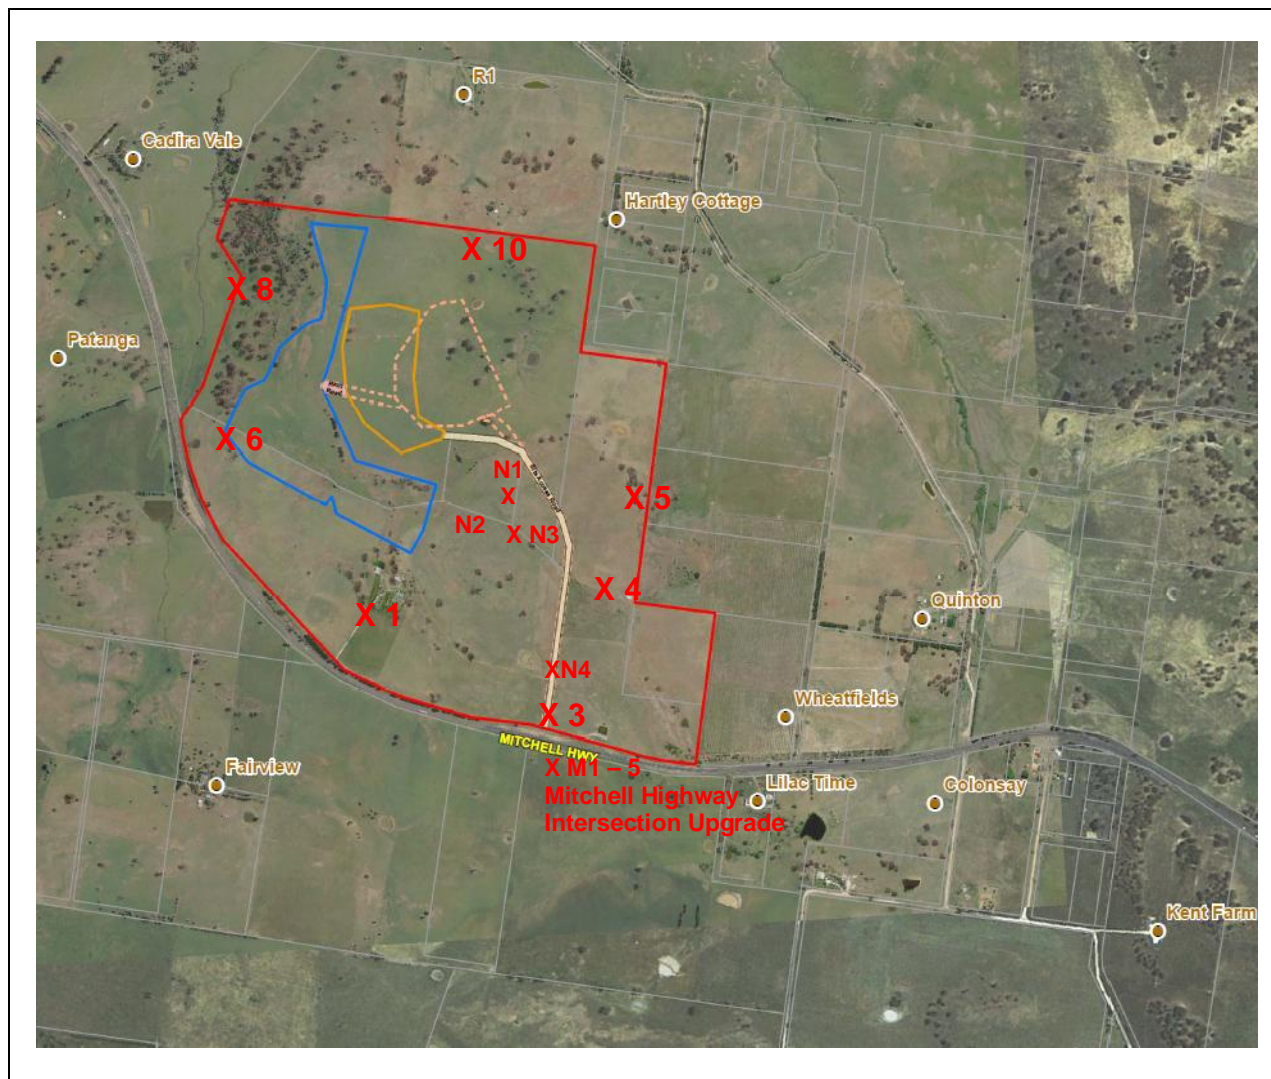 R1
Cadira Vale
Hartley Cottage
X 10
X 8
Patanga
X 6
N1
X
X 5
N2
X N3
X 4
Quinton
X 1
XN4
X 3
Wheatfields
MITCHELL HWY
Fairview
X M1 – 5
Mitchell Highway
Intersection Upgrade
Lilac Time
Colonsay
Kent Farm